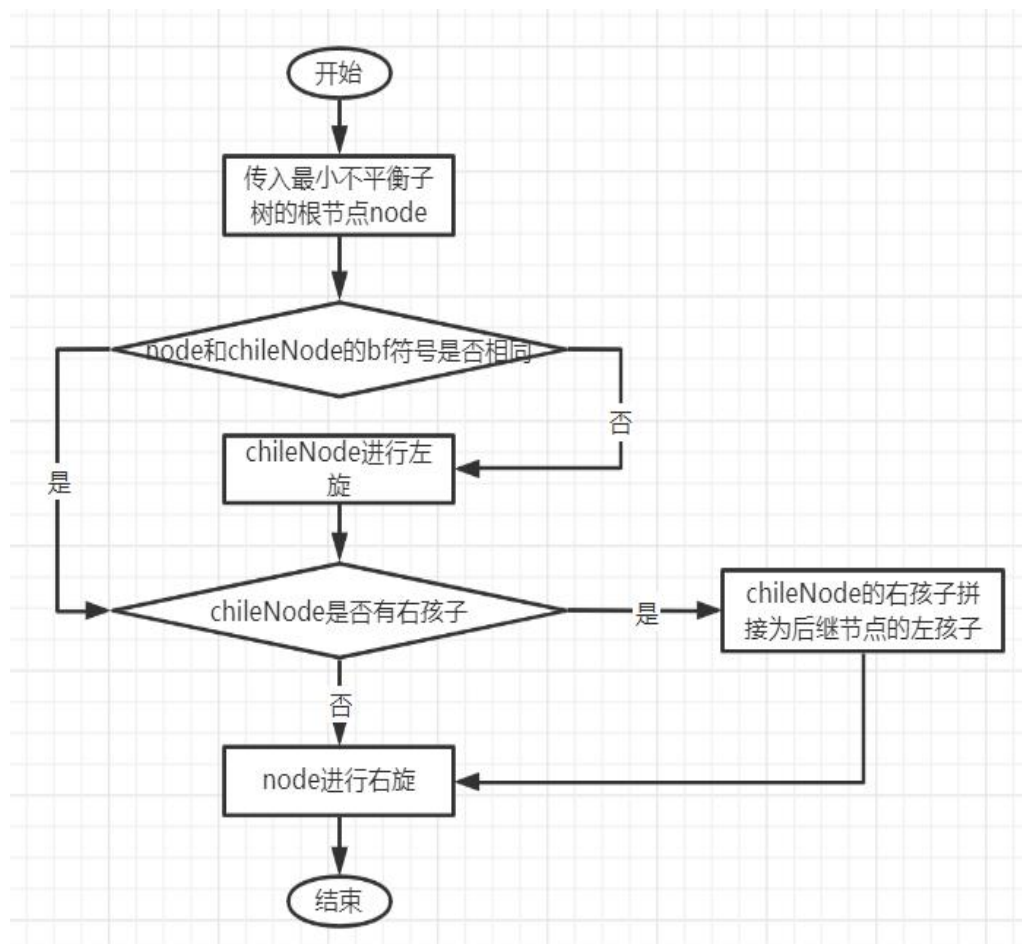 开始
传入最小不平衡子
树的根节点node
node和chileNode的bf符号是否相同
否
chileNode进行左
旋
是
chileNode是否有右孩子
是
chileNode的右孩子拼
接为后继节点的左孩子
否
node进行右旋
结束